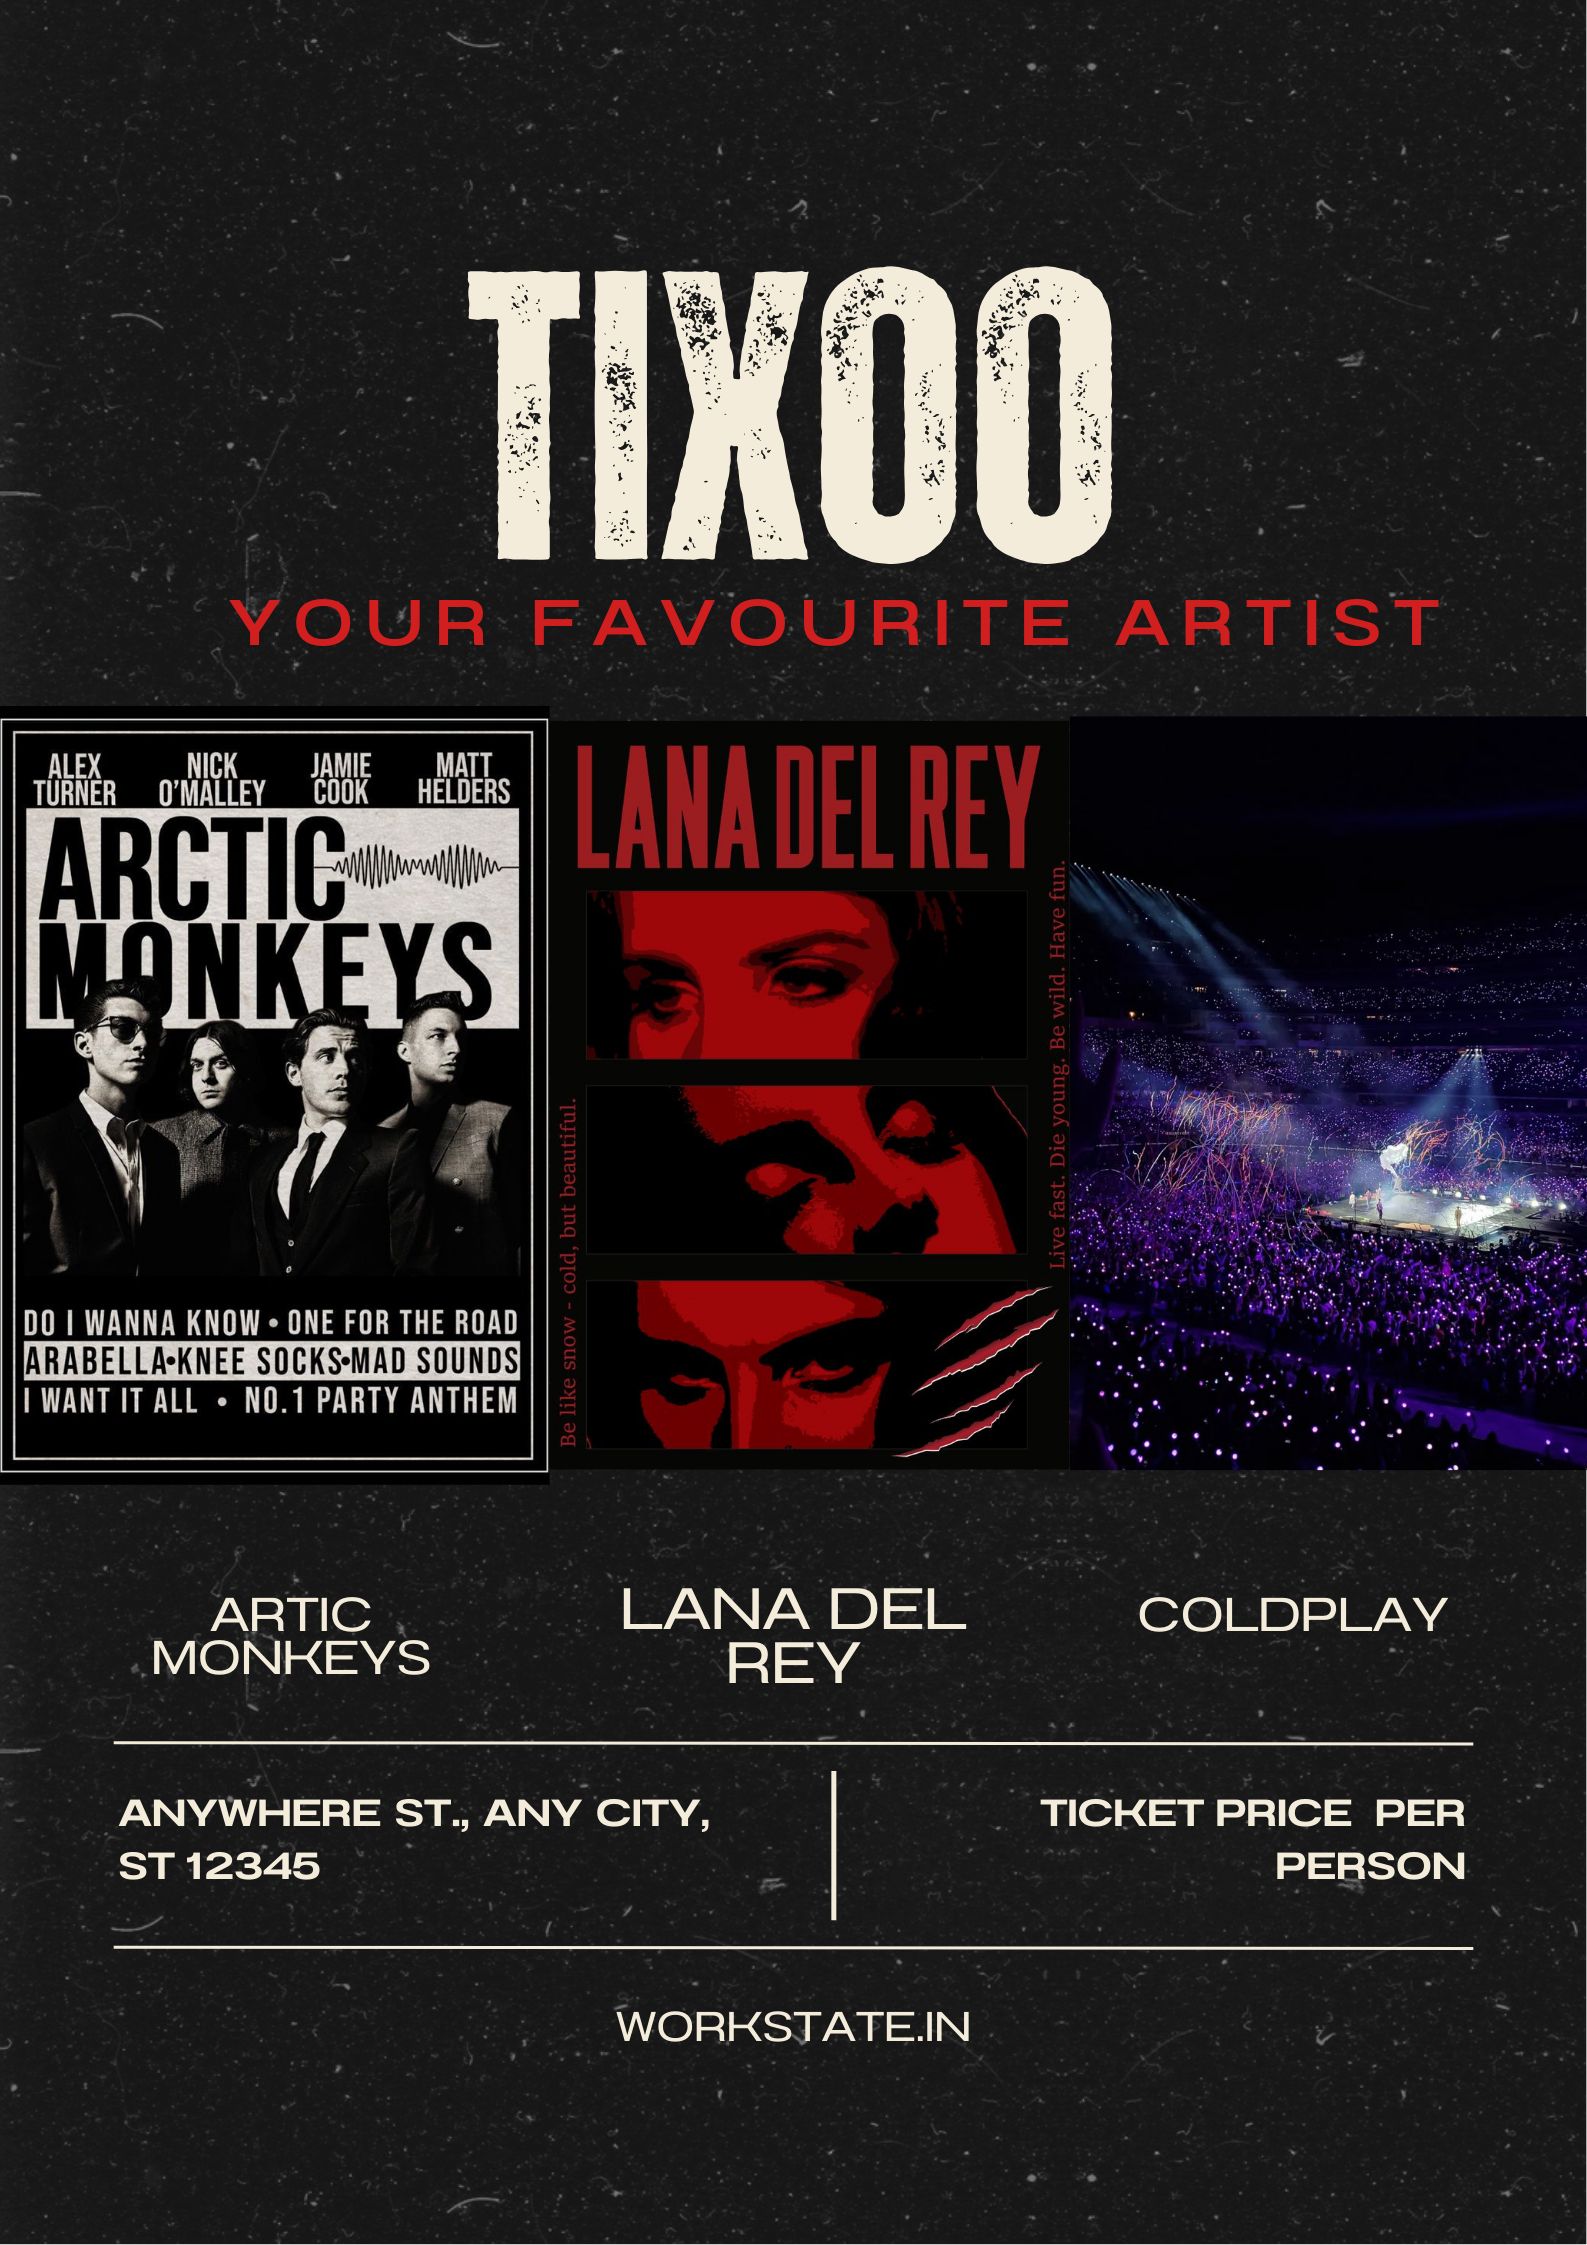 TIXOO
YOUR FAVOURITE ARTIST
ALEX TURNER
NICK O'MALLEY
JAMIE COOK
MATT HELDERS
ARCTIC
MONKEYS
DO I WANNA KNOW • ONE FOR THE ROAD
ARABELLA•KNEE SOCKS•MAD SOUNDS
I WANT IT ALL • NO.1 PARTY ANTHEM
LANA DEL REY
Be like snow - cold, but beautiful.
Live fast. Die young. Be wild. Have fun.
ARTIC
MONKEYS
LANA DEL
REY
COLDPLAY
ANYWHERE ST., ANY CITY,
ST 12345
TICKET PRICE PER
PERSON
WORKSTATE.IN